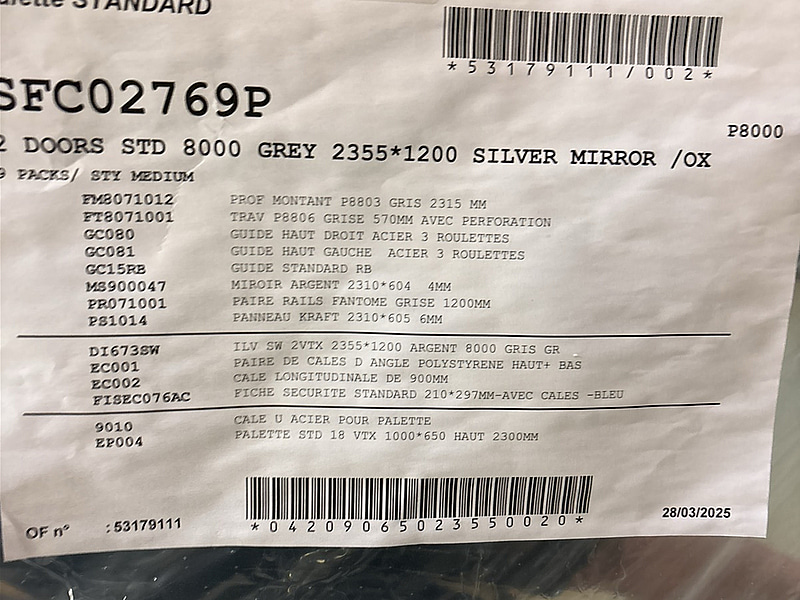 STANDARD
*53179111/002*
SFC02769P
P8000
2 DOORS STD 8000 GREY 2355*1200 SILVER MIRROR /OX
9 PACKS/ STY MEDIUM
FM8071012 PROF MONTANT P8803 GRIS 2315 MM
FT8071001 TRAV P8806 GRISE 570MM AVEC PERFORATION
GC080 GUIDE HAUT DROIT ACIER 3 ROULETTES
GC081 GUIDE HAUT GAUCHE ACIER 3 ROULETTES
GC15RB GUIDE STANDARD RB
MS900047 MIROIR ARGENT 2310*604 4MM
PR071001 PAIRE RAILS FANTOME GRISE 1200MM
PS1014 PANNEAU KRAFT 2310*605 6MM
DI673SW ILV SW 2VTX 2355*1200 ARGENT 8000 GRIS GR
EC001 PAIRE DE CALES D ANGLE POLYSTYRENE HAUT+ BAS
EC002 CALE LONGITUDINALE DE 900MM
FISEC076AC FICHE SECURITE STANDARD 210*297MM-AVEC CALES -BLEU
9010 CALE U ACIER POUR PALETTE
EP004 PALETTE STD 18 VTX 1000*650 HAUT 2300MM
OF n° :53179111
*04209065023550020*
28/03/2025